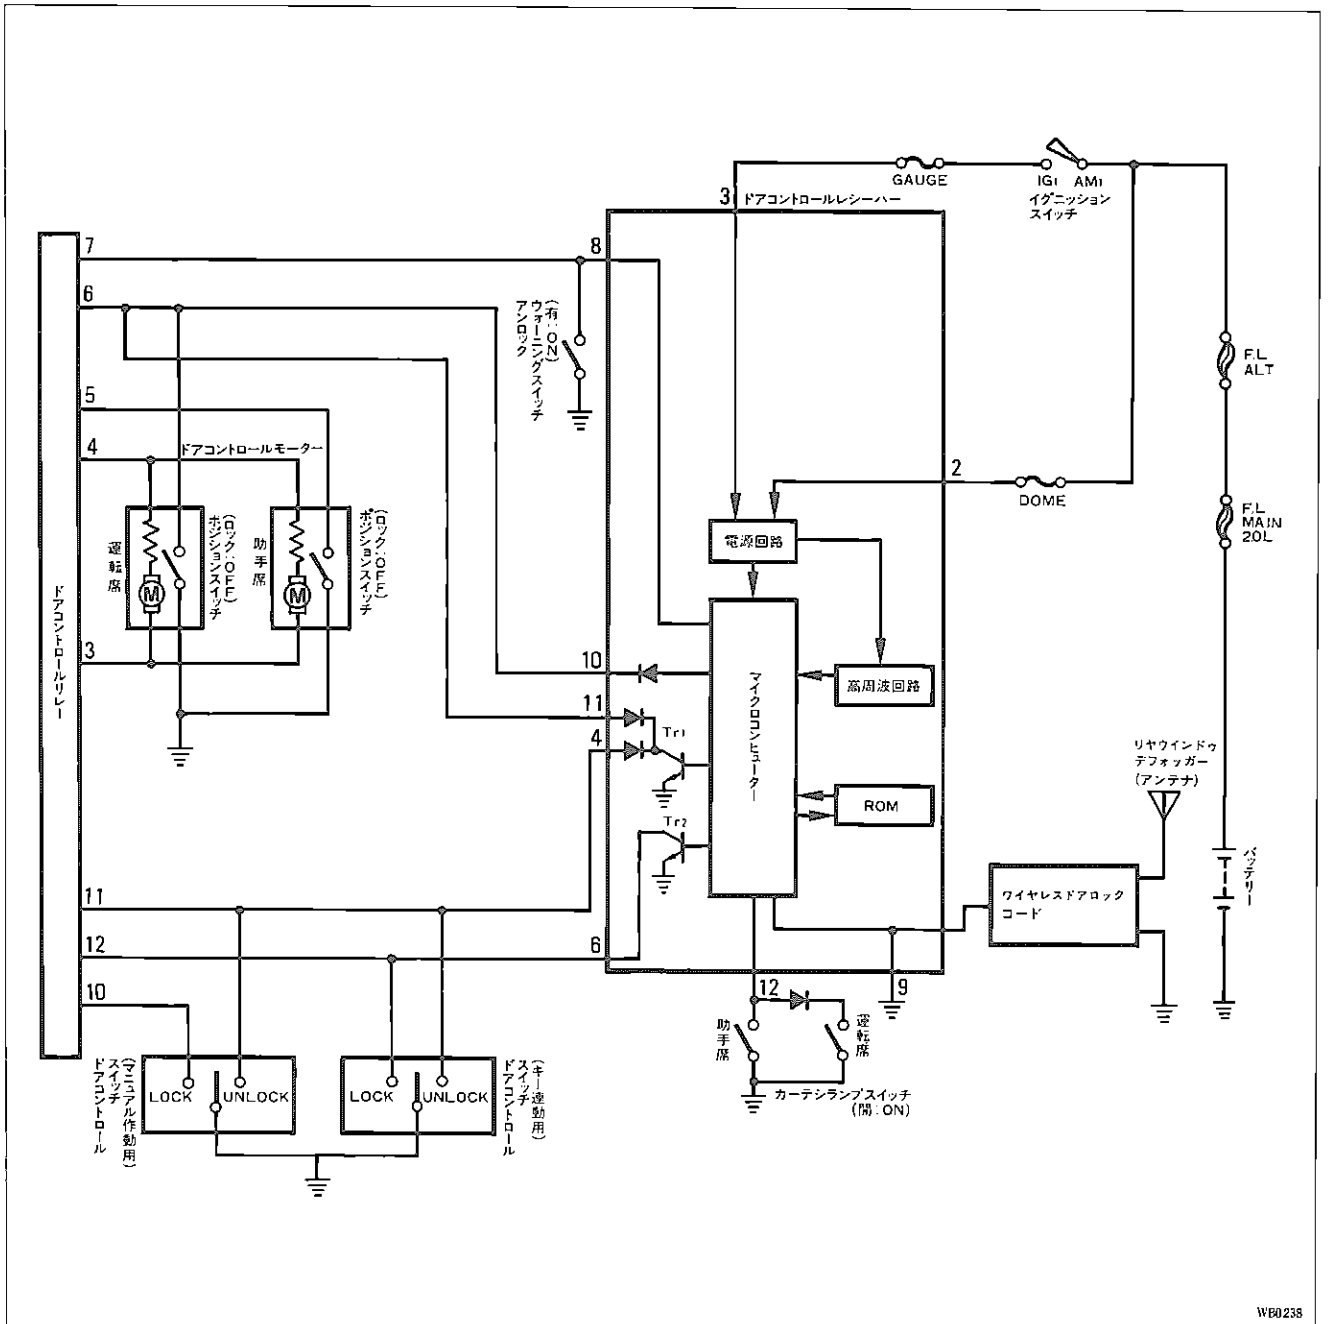 GAUGE
IG1 AM1
イグニッション
スイッチ
3 ドアコントロールレシーハー
7
8
6
アンロック
ウォーニングスイッチ
(有:ON)
F.L
ALT
5
4
ドアコントロールモーター
2
DOME
F.L
MAIN
20L
運転席
M
ポジションスイッチ
(ロック:OFF)
助手席
M
ポジションスイッチ
(ロック:OFF)
電源回路
ドアコントロールリレー
3
10
マイクロコンピューター
高周波回路
11
4
Tr1
リヤウインドゥ
デフォッガー
(アンテナ)
ROM
Tr2
バッテリー
ワイヤレスドアロック
コード
11
12
6
10
12
9
助手席
運転席
カーテシランプスイッチ
(開:ON)
LOCK
UNLOCK
LOCK
UNLOCK
ドアコントロール
スイッチ
(マニュアル作動用)
ドアコントロール
スイッチ
(キー連動用)
WB0238